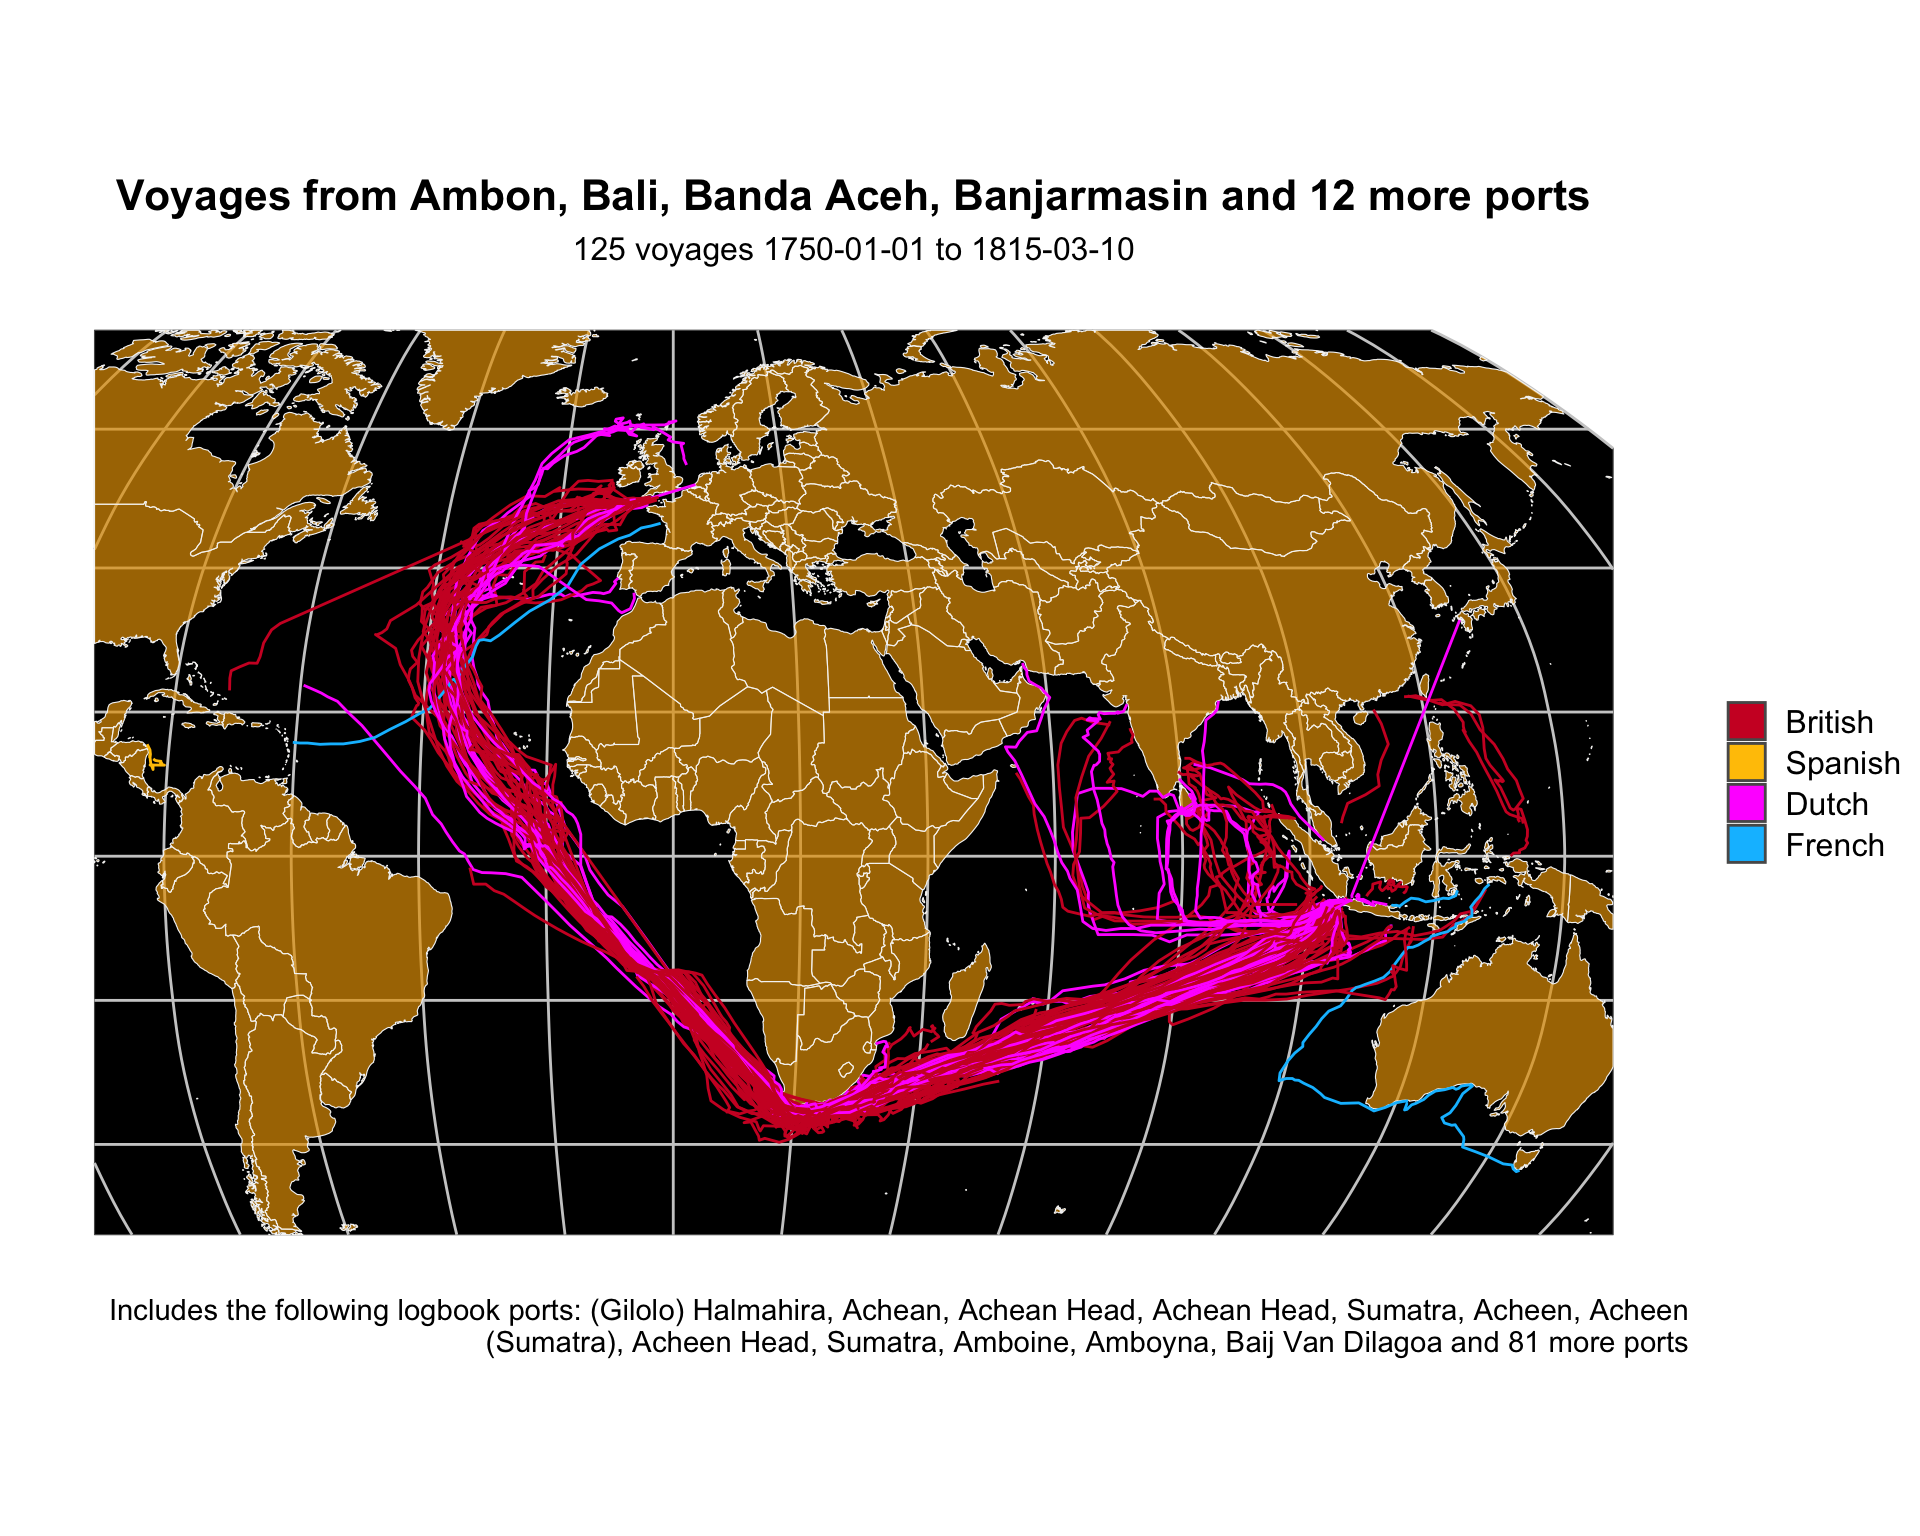 Voyages from Ambon, Bali, Banda Aceh, Banjarmasin and 12 more ports
125 voyages 1750-01-01 to 1815-03-10
British
Spanish
Dutch
French
Includes the following logbook ports: (Gilolo) Halmahira, Achean, Achean Head, Achean Head, Sumatra, Acheen, Acheen
(Sumatra), Acheen Head, Sumatra, Amboine, Amboyna, Baij Van Dilagoa and 81 more ports